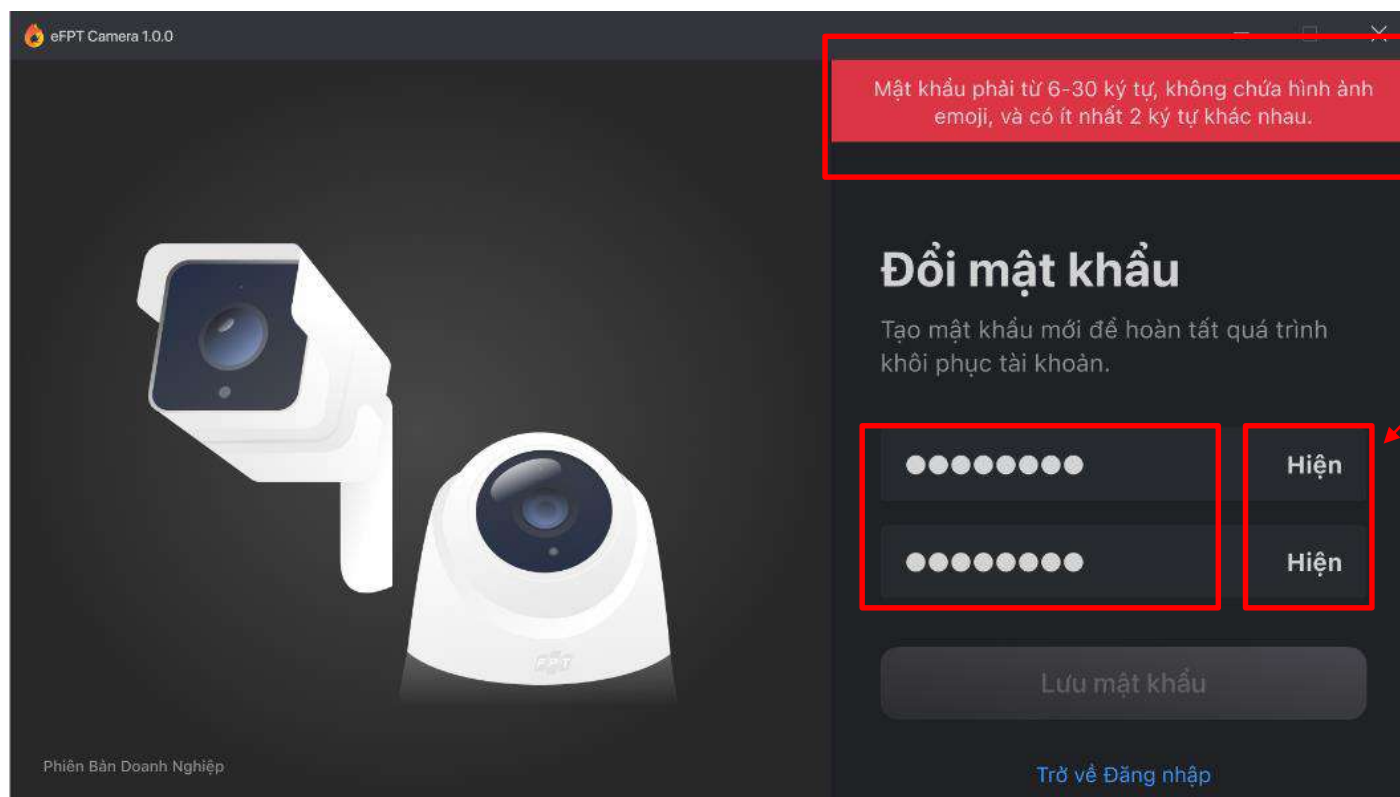 eFPT Camera 1.0.0
Mật khẩu phải từ 6-30 ký tự, không chứa hình ảnh
emoji, và có ít nhất 2 ký tự khác nhau.
Đổi mật khẩu
Tạo mật khẩu mới để hoàn tất quá trình
khôi phục tài khoản.
Hiện
Hiện
FPT
Lưu mật khẩu
Phiên Bản Doanh Nghiệp
Trở về Đăng nhập